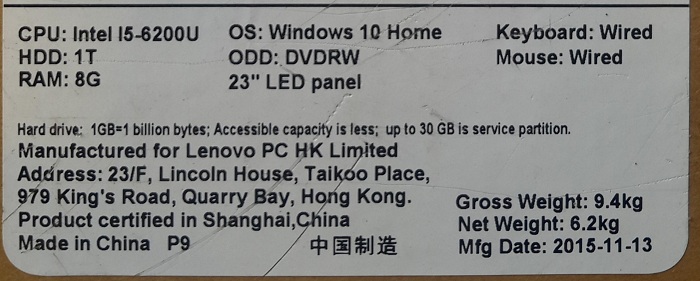 CPU: Intel I5-6200U OS: Windows 10 Home Keyboard: Wired
HDD: 1T ODD: DVDRW Mouse: Wired
RAM: 8G 23" LED panel
Hard drive: 1GB=1 billion bytes; Accessible capacity is less; up to 30 GB is service partition.
Manufactured for Lenovo PC HK Limited
Address: 23/F, Lincoln House, Taikoo Place,
979 King's Road, Quarry Bay, Hong Kong. Gross Weight: 9.4kg
Product certified in Shanghai,China Net Weight: 6.2kg
Made in China P9 中国制造 Mfg Date: 2015-11-13